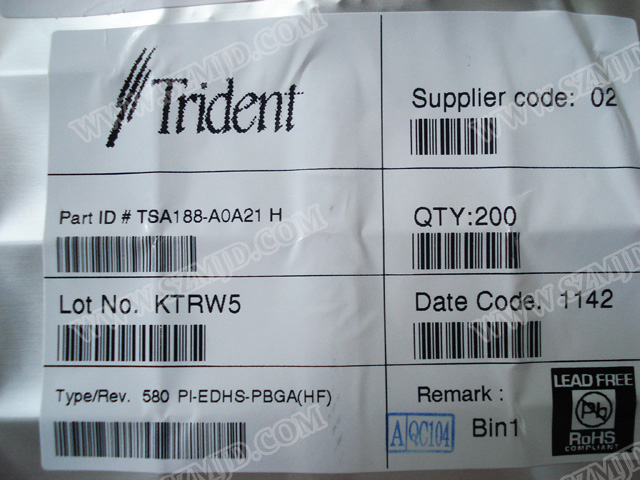 Trident
Supplier code: 02
Part ID # TSA188-A0A21 H
QTY:200
Lot No. KTRW5
Date Code. 1142
Type/Rev. 580 PI-EDHS-PBGA(HF)
Remark :
Bin1
A QC104
LEAD FREE
Pb
RoHS
COMPLIANT
WWW.SZMJD.COM
WWW.SZMJD.COM
WWW.SZMJD.COM
WWW.SZMJD.COM